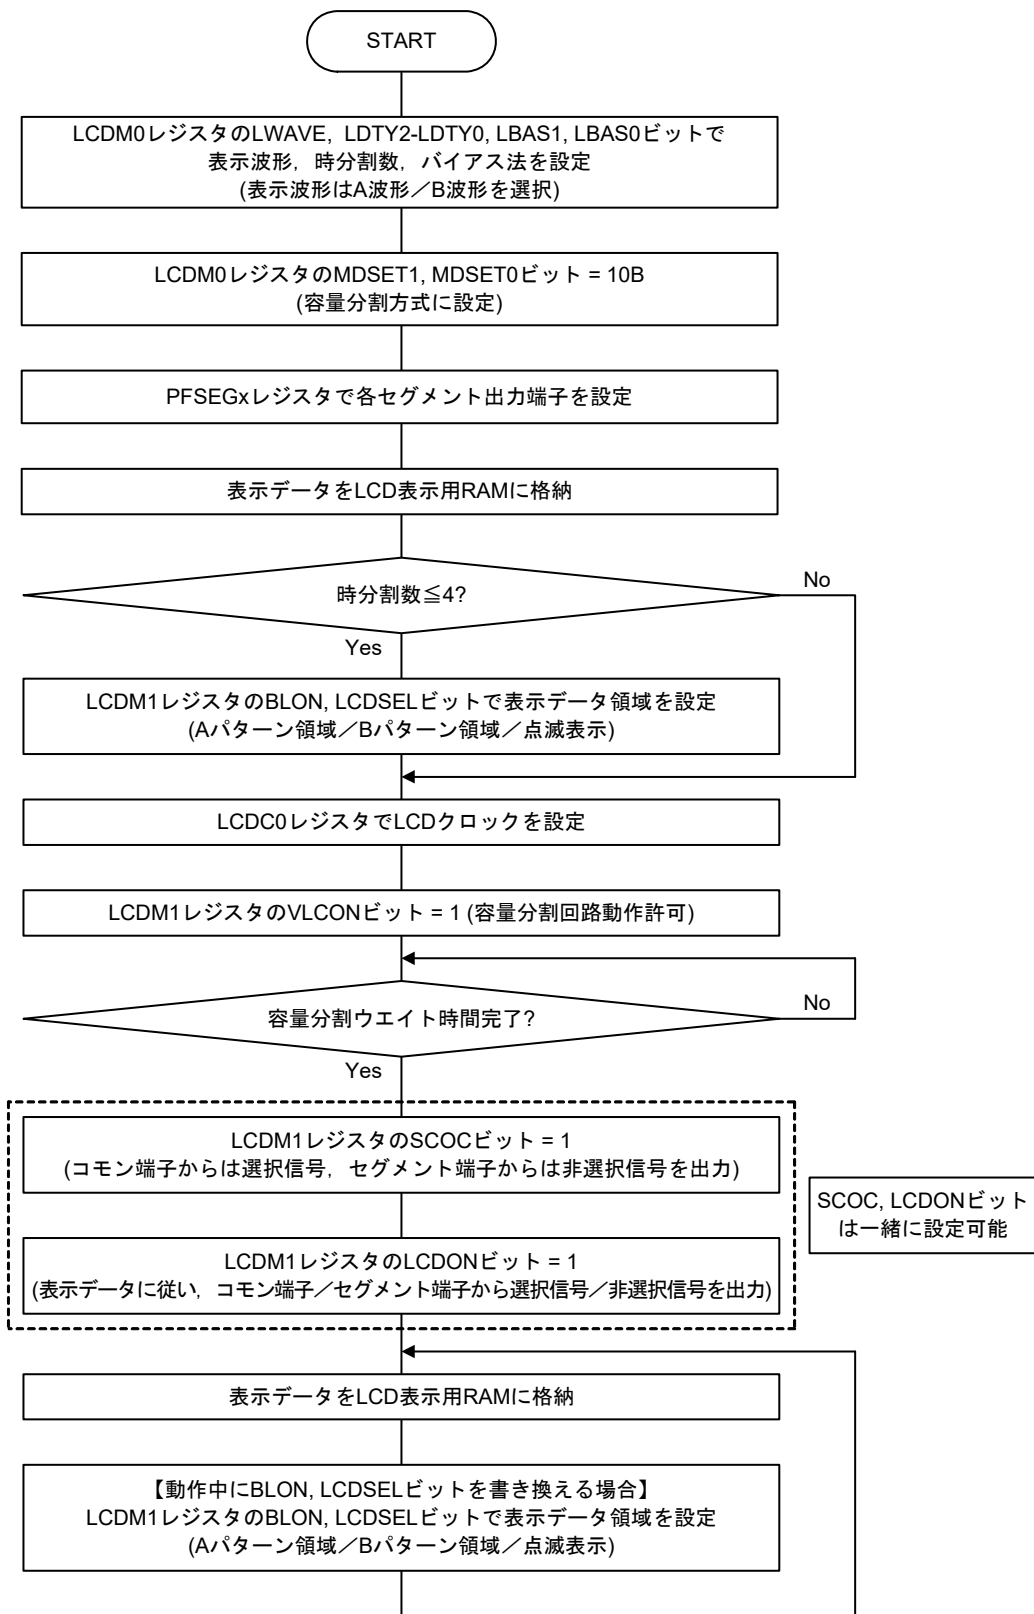 START
LCDM0レジスタのLWAVE, LDTY2-LDTY0, LBAS1, LBAS0ビットで
表示波形，時分割数，バイアス法を設定
(表示波形はA波形／B波形を選択)
LCDM0レジスタのMDSET1, MDSET0ビット = 10B
(容量分割方式に設定)
PFSEGxレジスタで各セグメント出力端子を設定
表示データをLCD表示用RAMに格納
時分割数≦4?
No
Yes
LCDM1レジスタのBLON, LCDSELビットで表示データ領域を設定
(Aパターン領域／Bパターン領域／点滅表示)
LCDC0レジスタでLCDクロックを設定
LCDM1レジスタのVLCONビット = 1 (容量分割回路動作許可)
容量分割ウエイト時間完了?
No
Yes
LCDM1レジスタのSCOCビット = 1
(コモン端子からは選択信号，セグメント端子からは非選択信号を出力)
SCOC, LCDONビット
は一緒に設定可能
LCDM1レジスタのLCDONビット = 1
(表示データに従い，コモン端子／セグメント端子から選択信号／非選択信号を出力)
表示データをLCD表示用RAMに格納
【動作中にBLON, LCDSELビットを書き換える場合】
LCDM1レジスタのBLON, LCDSELビットで表示データ領域を設定
(Aパターン領域／Bパターン領域／点滅表示)